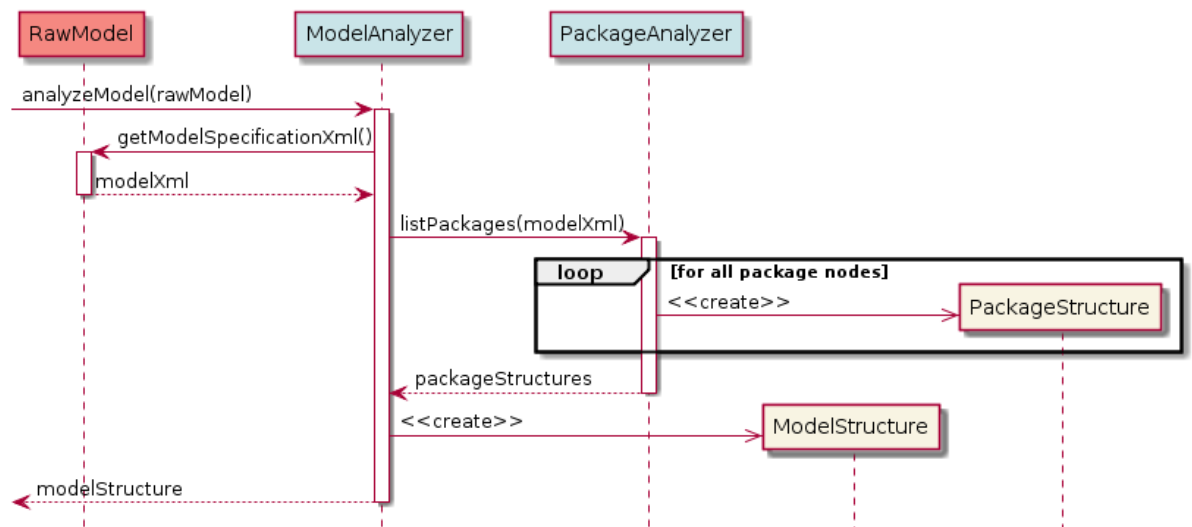 RawModel
ModelAnalyzer
PackageAnalyzer
analyzeModel(rawModel)
getModelSpecificationXml()
modelXml
listPackages(modelXml)
loop
[for all package nodes]
<<create>>
PackageStructure
packageStructures
<<create>>
ModelStructure
modelStructure